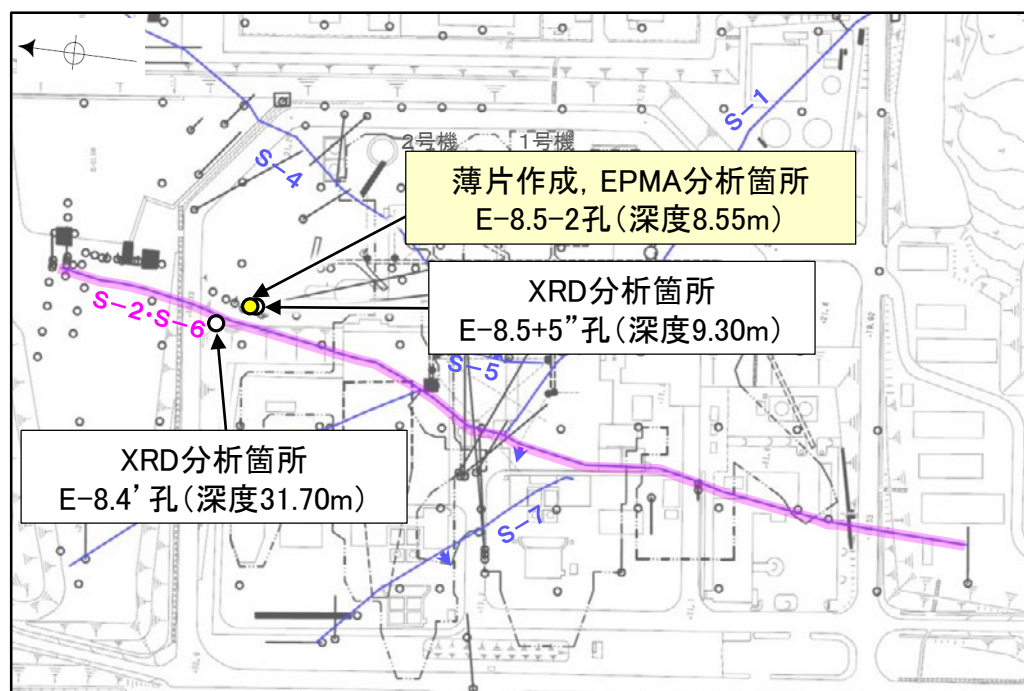 S-1
2号機
1号機
S-4
薄片作成, EPMA分析箇所
E-8.5-2孔(深度8.55m)
XRD分析箇所
E-8.5+5”孔(深度9.30m)
S-2・S-6
S-5
XRD分析箇所
E-8.4’孔(深度31.70m)
S-7